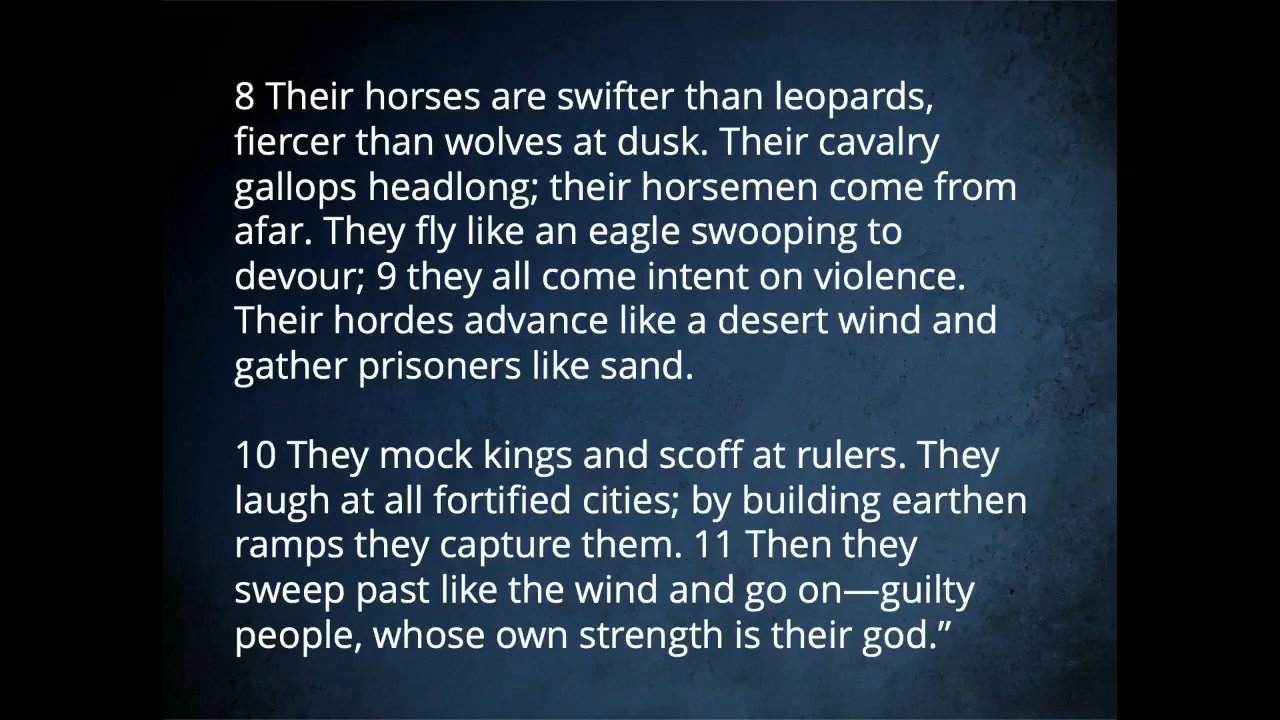 8 Their horses are swifter than leopards,
fiercer than wolves at dusk. Their cavalry
gallops headlong; their horsemen come from
afar. They fly like an eagle swooping to
devour; 9 they all come intent on violence.
Their hordes advance like a desert wind and
gather prisoners like sand.
10 They mock kings and scoff at rulers. They
laugh at all fortified cities; by building earthen
ramps they capture them. 11 Then they
sweep past like the wind and go on—guilty
people, whose own strength is their god.”